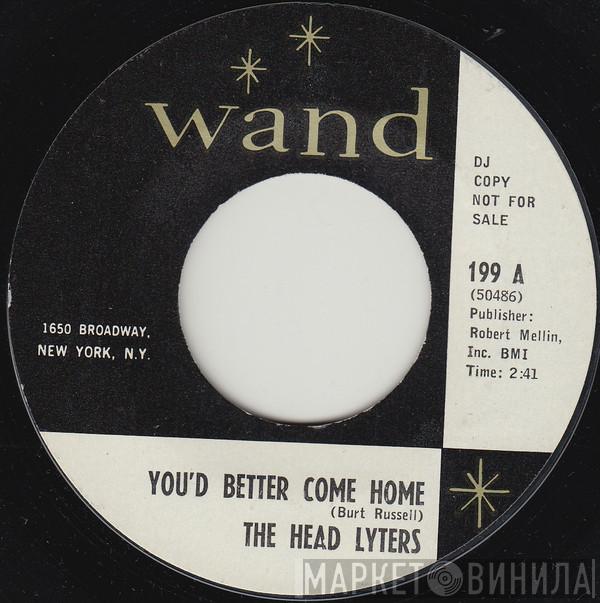 wand
DJ
COPY
NOT FOR
SALE
199 A
(50486)
Publisher:
Robert Mellin,
Inc. BMI
Time: 2:41
1650 BROADWAY,
NEW YORK, N.Y.
YOU'D BETTER COME HOME
(Burt Russell)
THE HEAD LYTERS
МАРКЕТ ВИНИЛА